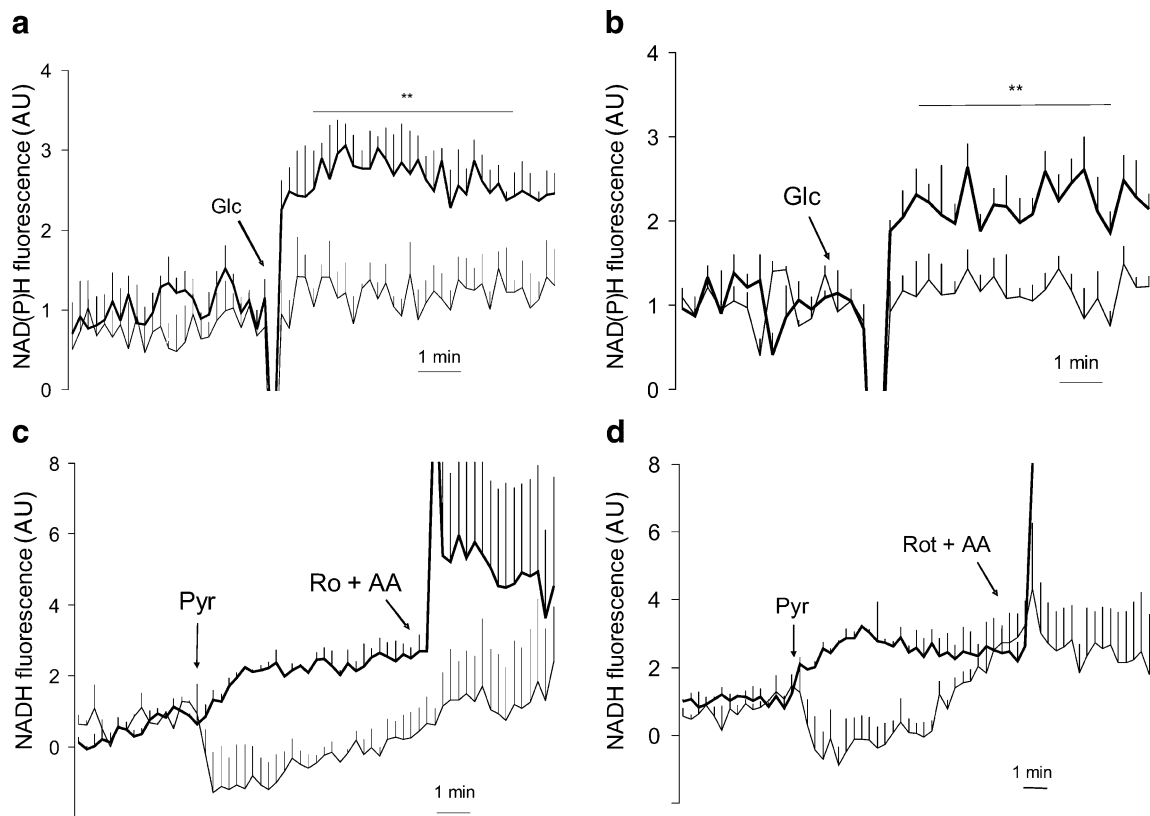 a
NAD(P)H fluorescence (AU)
4
3
2
1
0
Glc
**
1 min
b
NAD(P)H fluorescence (AU)
4
3
2
1
0
Glc
**
1 min
c
NADH fluorescence (AU)
8
6
4
2
0
Pyr
Ro + AA
1 min
d
NADH fluorescence (AU)
8
6
4
2
0
Pyr
Rot + AA
1 min